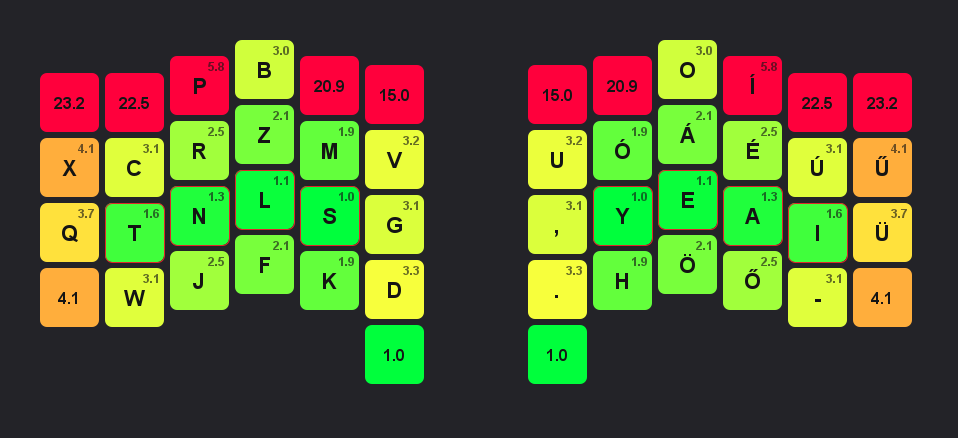 3.0 3.0
B O
5.8 20.9 20.9 5.8
P Í
23.2 22.5 15.0 15.0 22.5 23.2
2.5 2.1 1.9 1.9 2.1 2.5
R Z M Ó Á É
4.1 3.1 3.2 3.2 3.1 4.1
X C V U Ú Ű
1.3 1.1 1.0 1.0 1.1 1.3
N L S Y E A
3.7 1.6 3.1 3.1 1.6 3.7
Q T G , I Ü
2.5 2.1 1.9 1.9 2.1 2.5
J F K H Ö Ő
4.1 3.1 3.3 3.3 3.1 4.1
W D . -
1.0 1.0